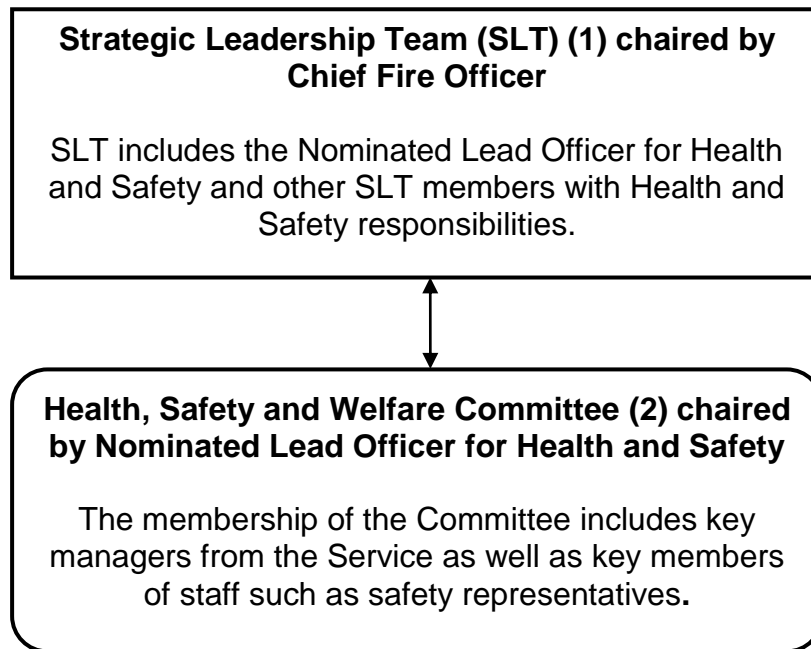 Strategic Leadership Team (SLT) (1) chaired by
Chief Fire Officer
SLT includes the Nominated Lead Officer for Health
and Safety and other SLT members with Health and
Safety responsibilities.
Health, Safety and Welfare Committee (2) chaired
by Nominated Lead Officer for Health and Safety
The membership of the Committee includes key
managers from the Service as well as key members
of staff such as safety representatives.